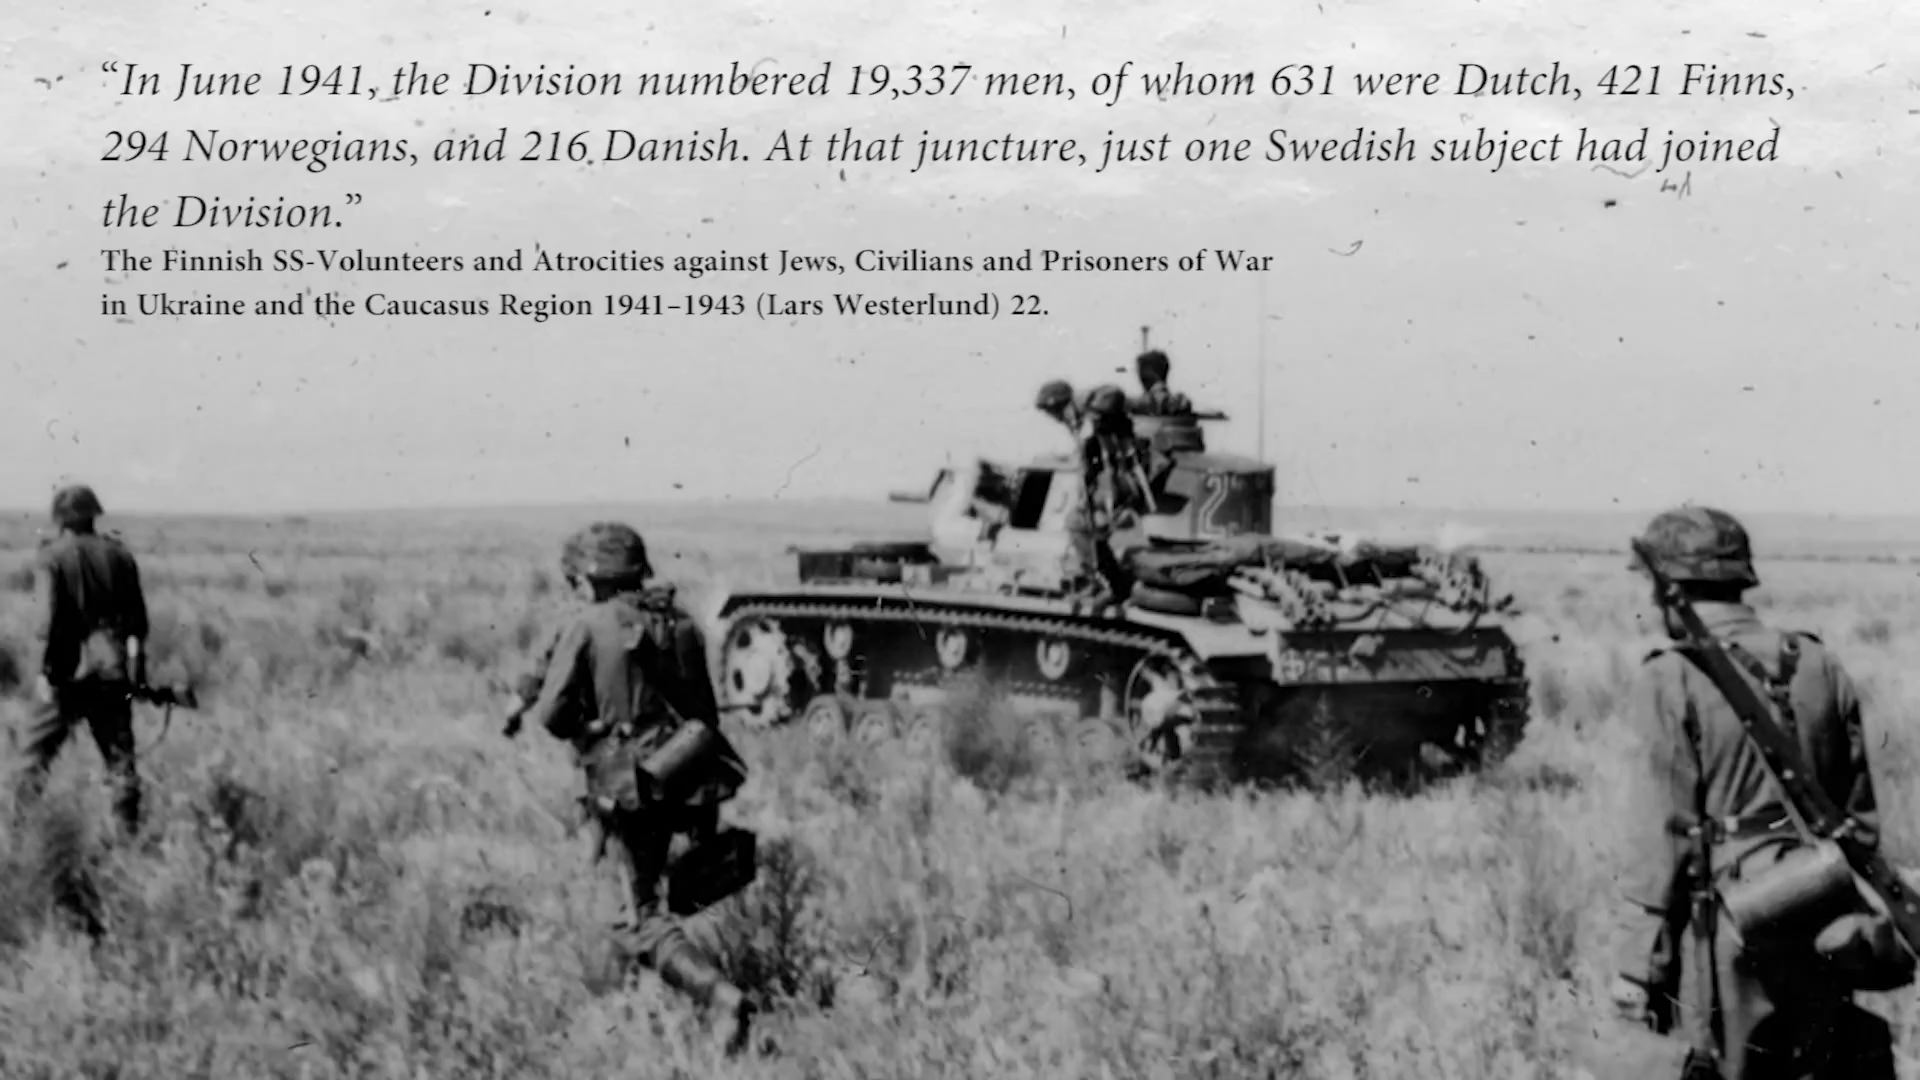 “In June 1941, the Division numbered 19,337 men, of whom 631 were Dutch, 421 Finns,
294 Norwegians, and 216 Danish. At that juncture, just one Swedish subject had joined
the Division.”
The Finnish SS-Volunteers and Atrocities against Jews, Civilians and Prisoners of War
in Ukraine and the Caucasus Region 1941–1943 (Lars Westerlund) 22.